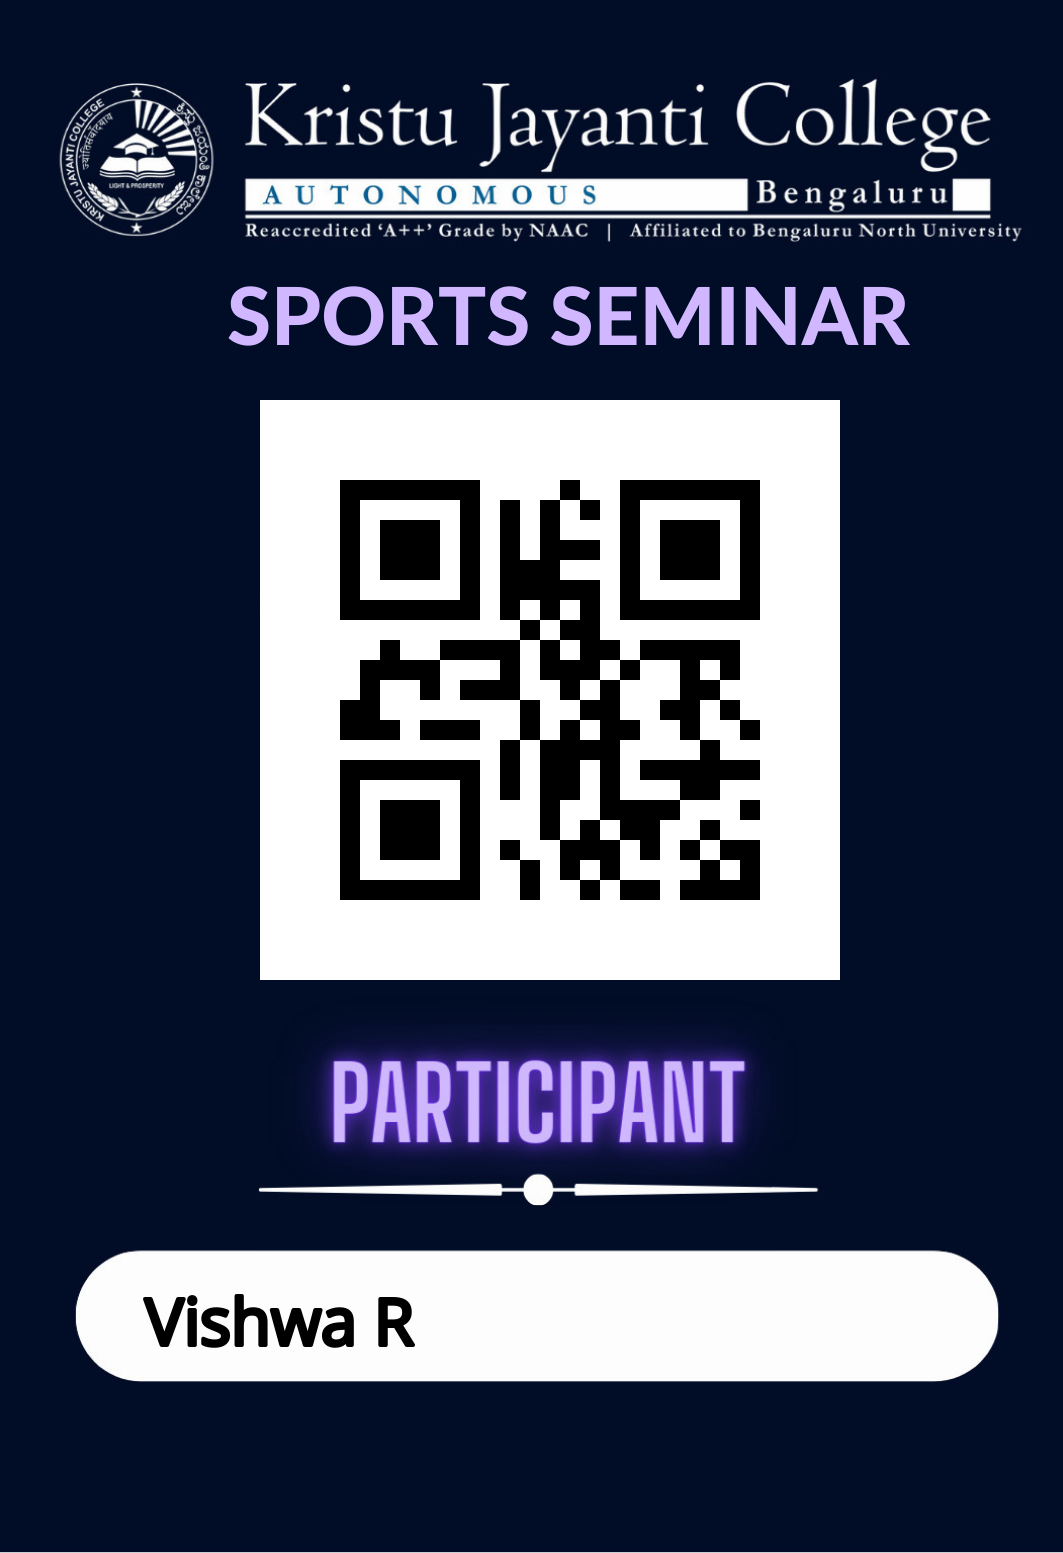 KRISTU JAYANTI COLLEGE
ಕ್ರಿಸ್ತು ಜಯಂತಿ ಕಾಲೇಜು
LIGHT & PROSPERITY
Kristu Jayanti College
AUTONOMOUS Bengaluru
Reaccredited ‘A++’ Grade by NAAC | Affiliated to Bengaluru North University
SPORTS SEMINAR
PARTICIPANT
Vishwa R